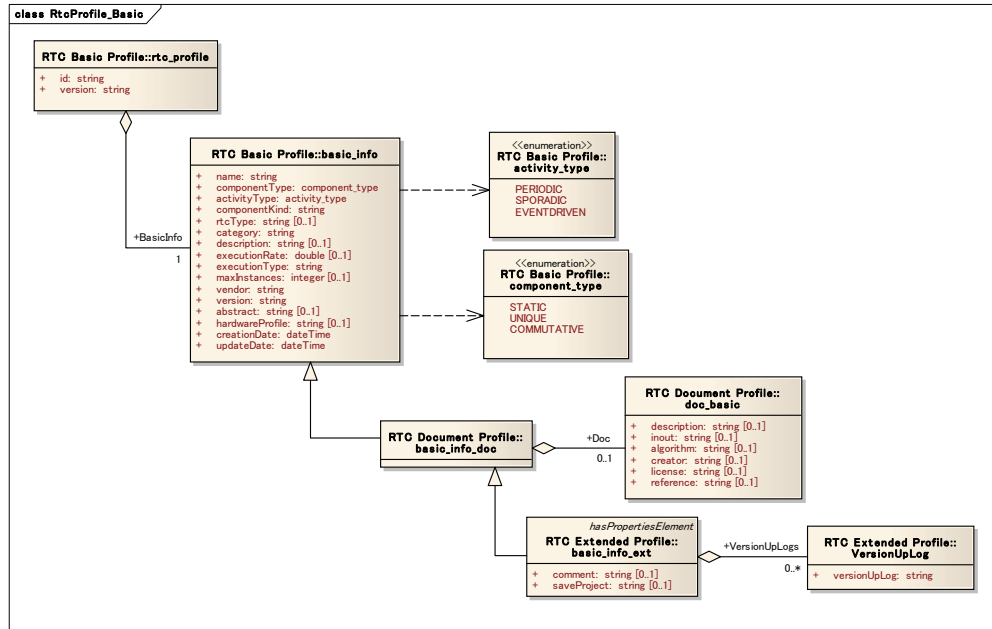 class RtcProfile_Basic
RTC Basic Profile::rtc_profile
+ id: string
+ version: string
RTC Basic Profile::basic_info
+ name: string
+ componentType: component_type
+ activityType: activity_type
+ componentKind: string
+ rtcType: string [0..1]
+ category: string
+ description: string [0..1]
+ executionRate: double [0..1]
+ executionType: string
+ maxInstances: integer [0..1]
+ vendor: string
+ version: string
+ abstract: string [0..1]
+ hardwareProfile: string [0..1]
+ creationDate: dateTime
+ updateDate: dateTime
+BasicInfo
1
<<enumeration>>
RTC Basic Profile::
activity_type
PERIODIC
SPORADIC
EVENTDRIVEN
<<enumeration>>
RTC Basic Profile::
component_type
STATIC
UNIQUE
COMMUTATIVE
RTC Document Profile::
basic_info_doc
+Doc
0..1
RTC Document Profile::
doc_basic
+ description: string [0..1]
+ inout: string [0..1]
+ algorithm: string [0..1]
+ creator: string [0..1]
+ license: string [0..1]
+ reference: string [0..1]
hasPropertiesElement
RTC Extended Profile::
basic_info_ext
+ comment: string [0..1]
+ saveProject: string [0..1]
+VersionUpLogs
0..*
RTC Extended Profile::
VersionUpLog
+ versionUpLog: string